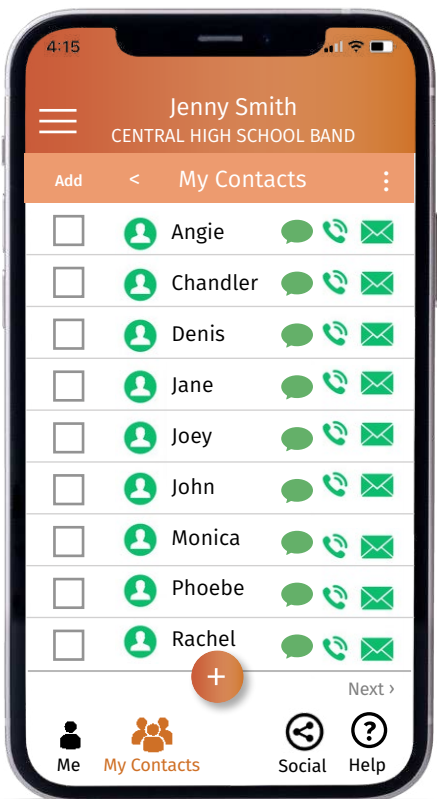 4:15
Jenny Smith
CENTRAL HIGH SCHOOL BAND
Add < My Contacts
Angie
Chandler
Denis
Jane
Joey
John
Monica
Phoebe
Rachel
+
Next ›
Me My Contacts Social ? Help